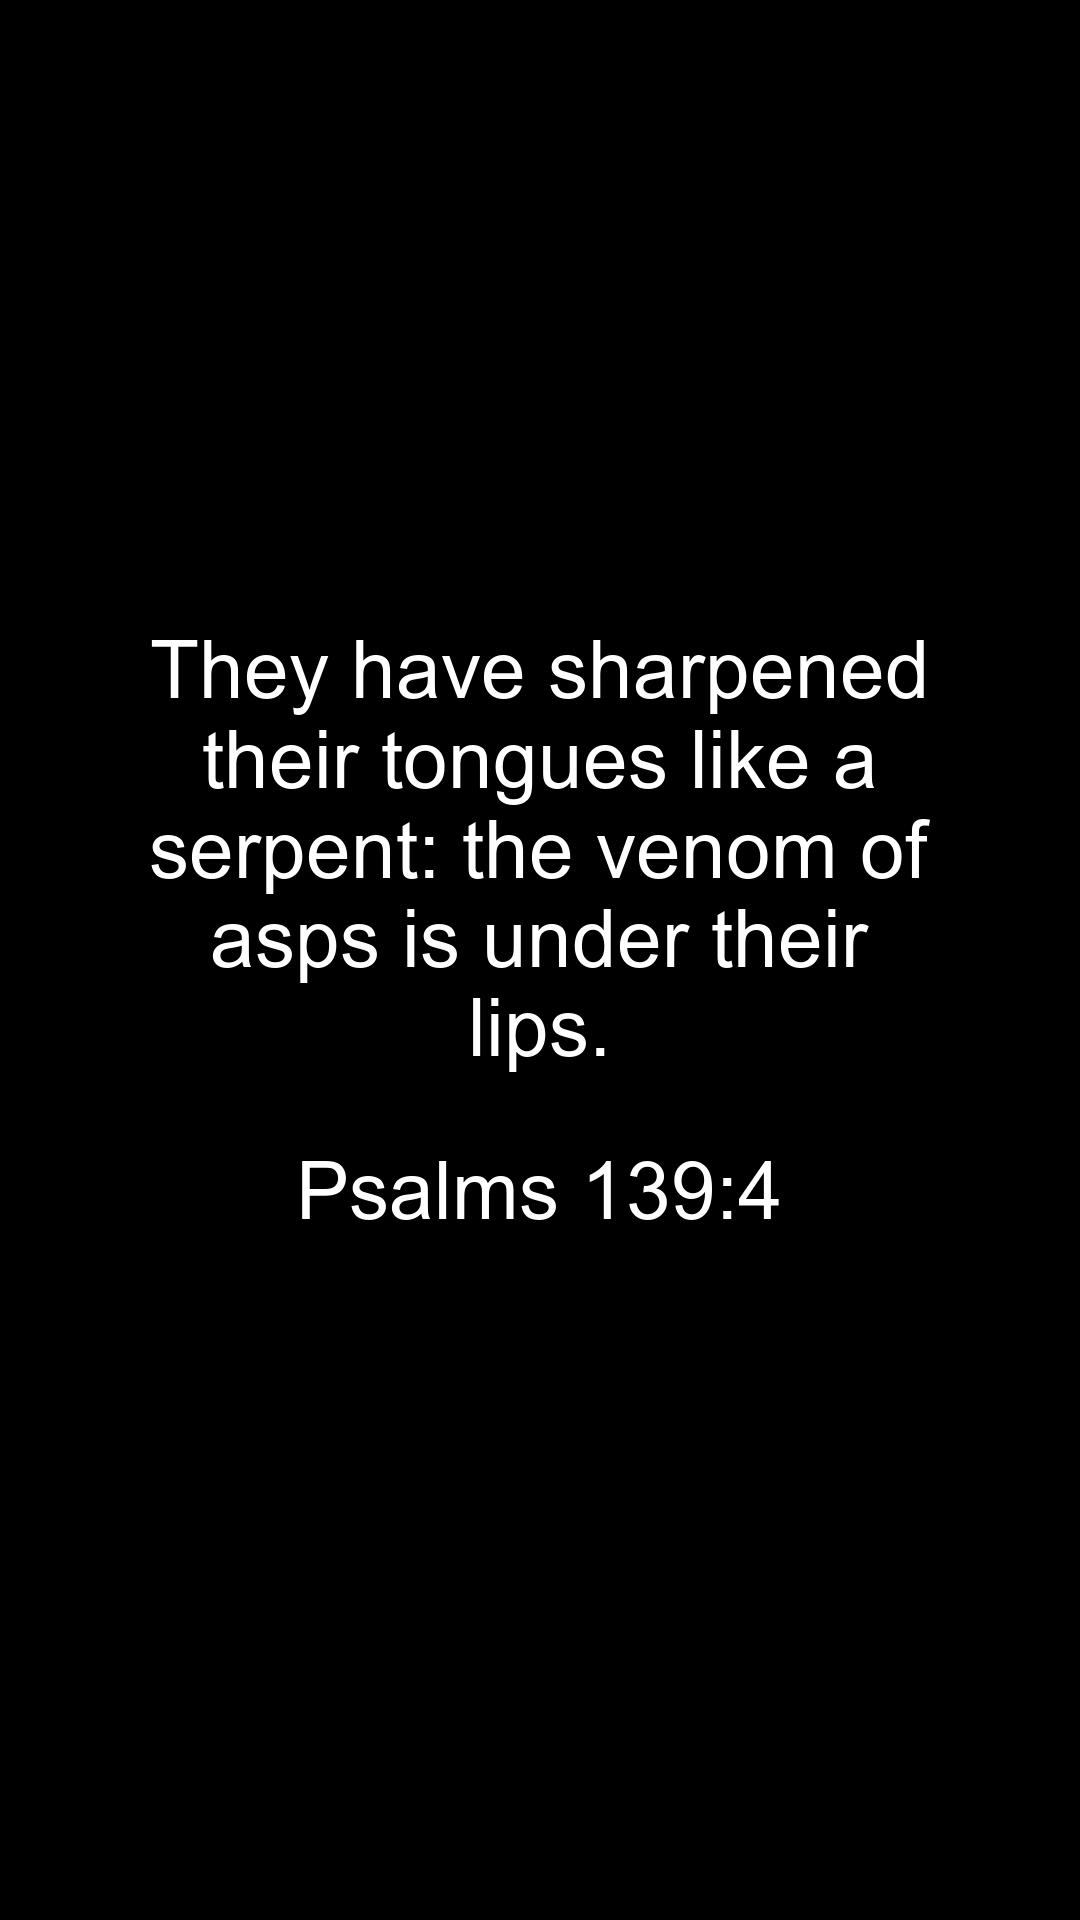 They have sharpened
their tongues like a
serpent: the venom of
asps is under their
lips.
Psalms 139:4